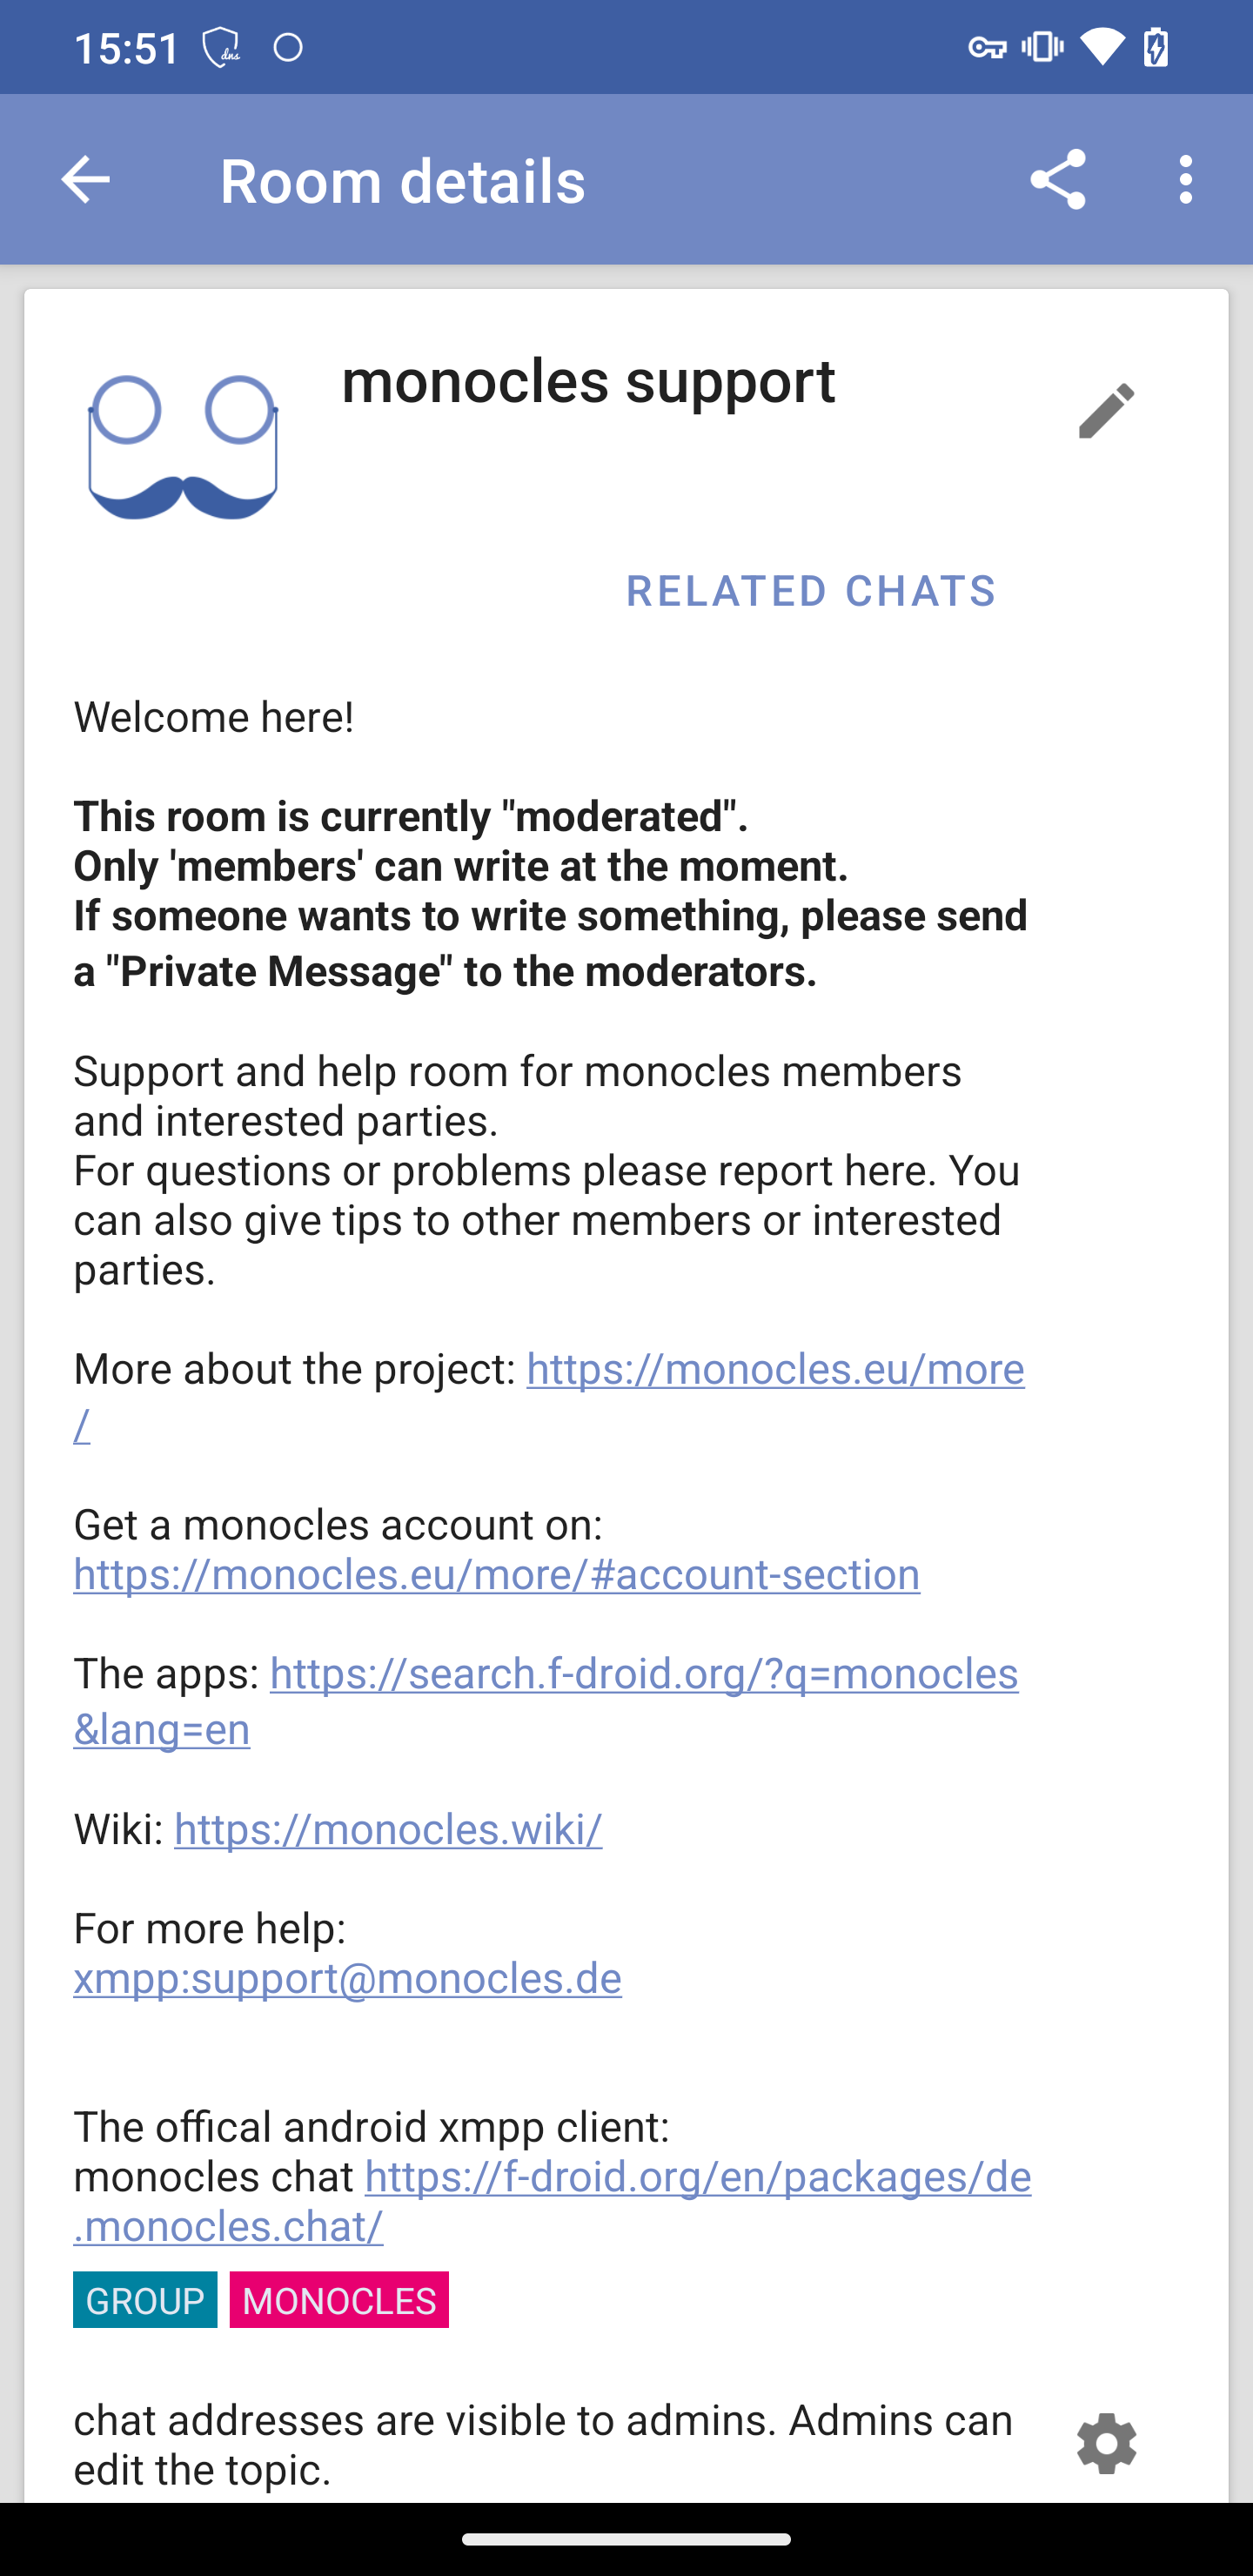 15:51 dns
Room details
monocles support
RELATED CHATS
Welcome here!
This room is currently "moderated".
Only 'members' can write at the moment.
If someone wants to write something, please send
a "Private Message" to the moderators.
Support and help room for monocles members
and interested parties.
For questions or problems please report here. You
can also give tips to other members or interested
parties.
More about the project: https://monocles.eu/more
/
Get a monocles account on:
https://monocles.eu/more/#account-section
The apps: https://search.f-droid.org/?q=monocles
&lang=en
Wiki: https://monocles.wiki/
For more help:
xmpp:support@monocles.de
The offical android xmpp client:
monocles chat https://f-droid.org/en/packages/de
.monocles.chat/
GROUP MONOCLES
chat addresses are visible to admins. Admins can
edit the topic.